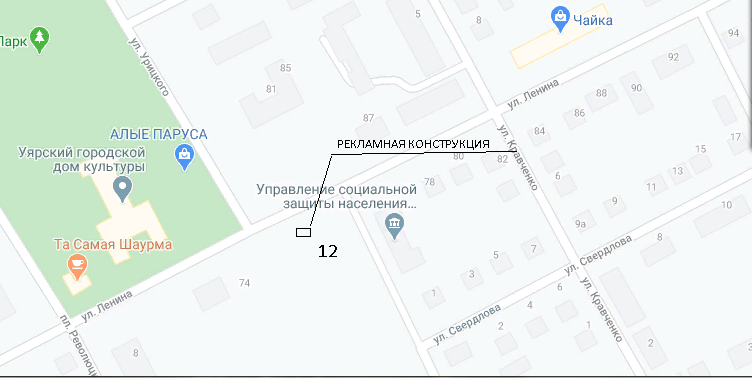 5
Чайка
94
Парк
ул. Урицкого
85
81
88
90
92
ул. Ленина
АЛЫЕ ПАРУСА
87
ул. Кравченко
84
86
Уярский городской
дом культуры
РЕКЛАМНАЯ КОНСТРУКЦИЯ
80
82
6
15
17
Управление социальной
защиты населения...
78
9
11
13
9а
Та Самая Шаурма
12
10
8
7
5
3
1
ул. Свердлова
74
ул. Ленина
ул. Кравченко
6
4
2
1
ул. Свердлова
пл. Революц
8
2